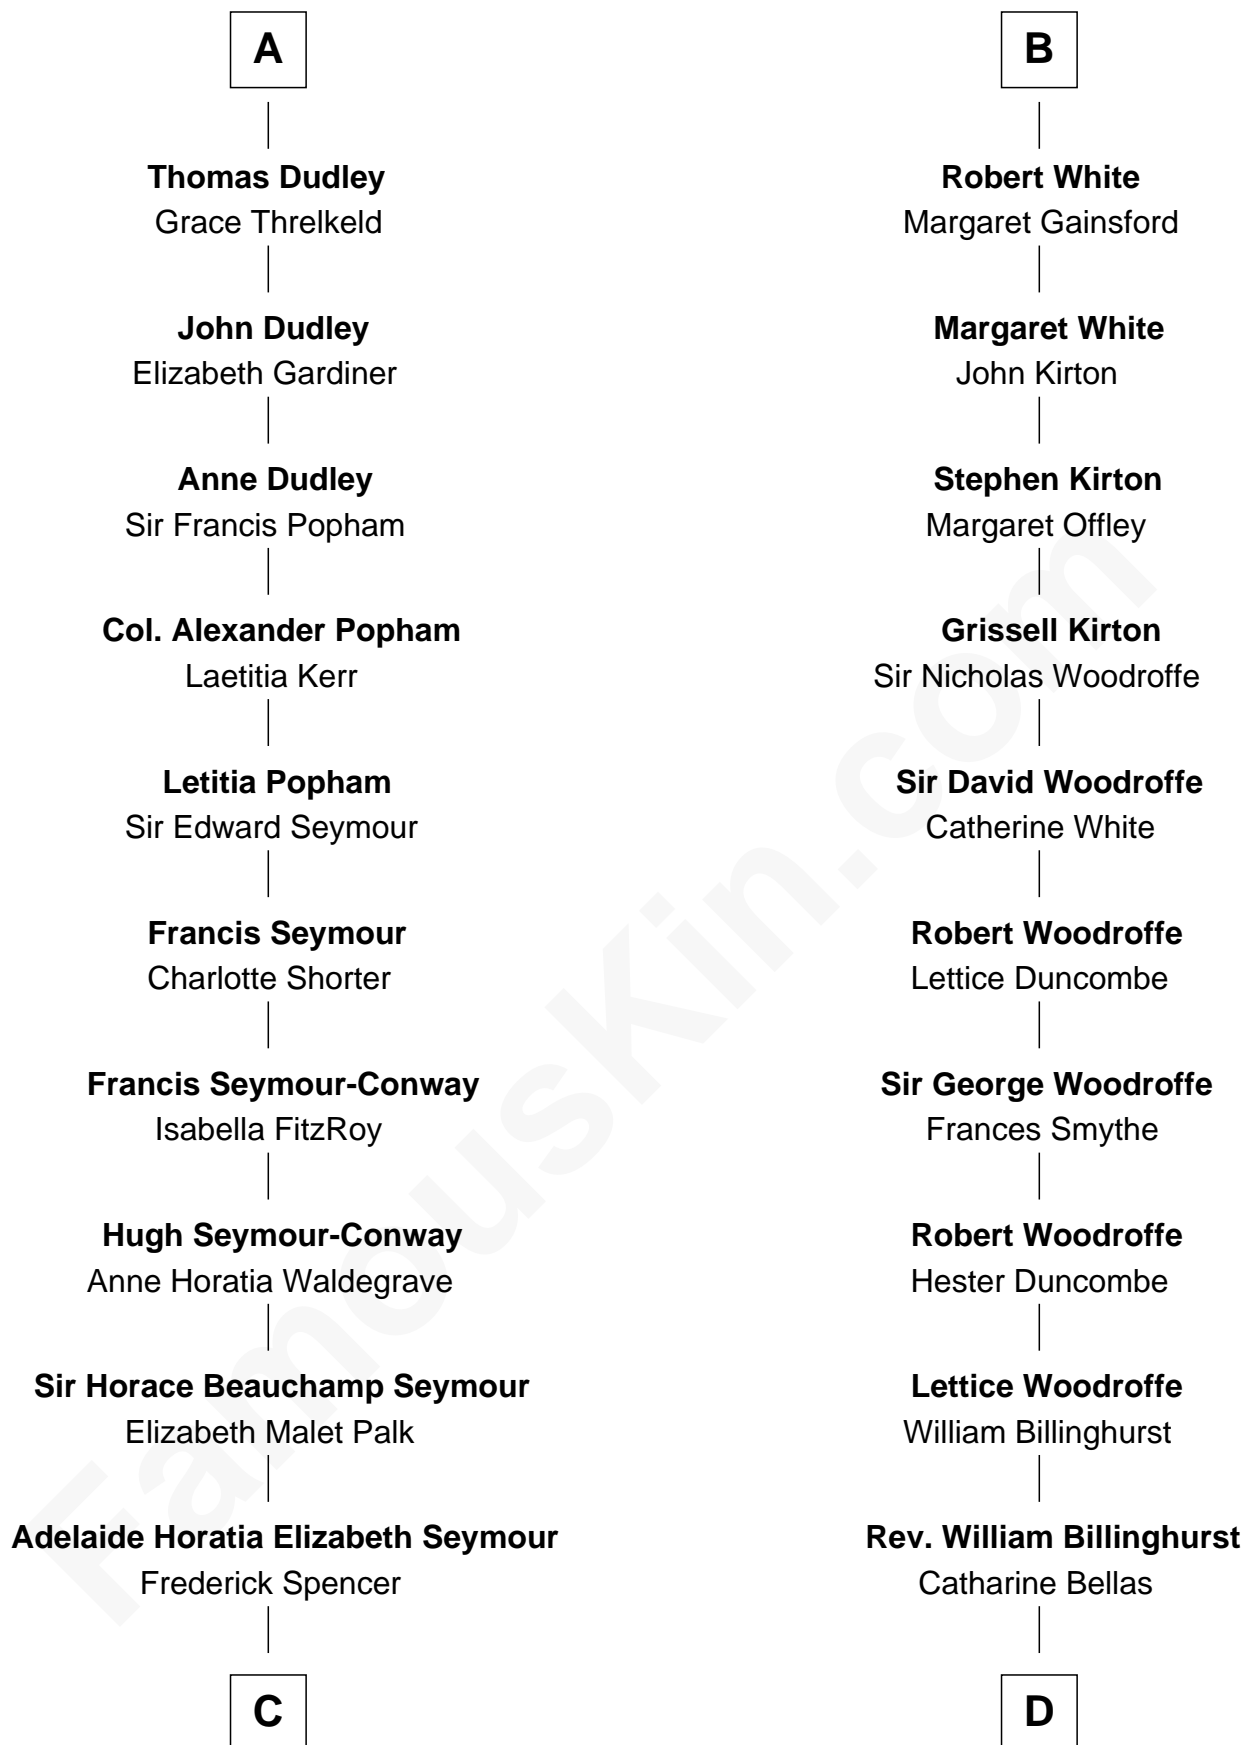 A
Thomas Dudley
Grace Threlkeld
John Dudley
Elizabeth Gardiner
Anne Dudley
Sir Francis Popham
Col. Alexander Popham
Laetitia Kerr
Letitia Popham
Sir Edward Seymour
Francis Seymour
Charlotte Shorter
Francis Seymour-Conway
Isabella FitzRoy
Hugh Seymour-Conway
Anne Horatia Waldegrave
Sir Horace Beauchamp Seymour
Elizabeth Malet Palk
Adelaide Horatia Elizabeth Seymour
Frederick Spencer
C
B
Robert White
Margaret Gainsford
Margaret White
John Kirton
Stephen Kirton
Margaret Offley
Grissell Kirton
Sir Nicholas Woodroffe
Sir David Woodroffe
Catherine White
Robert Woodroffe
Lettice Duncombe
Sir George Woodroffe
Frances Smythe
Robert Woodroffe
Hester Duncombe
Lettice Woodroffe
William Billinghurst
Rev. William Billinghurst
Catharine Bellas
D
FamousKin.com